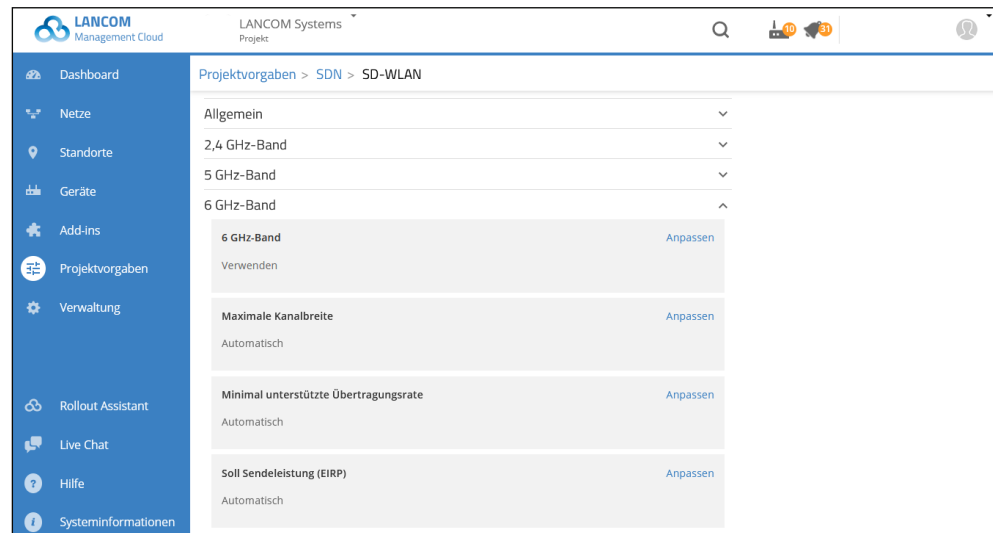 LANCOM
Management Cloud
LANCOM Systems
Projekt
10
31
Dashboard
Netze
Standorte
Geräte
Add-ins
Projektvorgaben
Verwaltung
Rollout Assistant
Live Chat
Hilfe
Systeminformationen
Projektvorgaben > SDN > SD-WLAN
Allgemein
2,4 GHz-Band
5 GHz-Band
6 GHz-Band
6 GHz-Band Anpassen
Verwenden
Maximale Kanalbreite Anpassen
Automatisch
Minimal unterstützte Übertragungsrate Anpassen
Automatisch
Soll Sendeleistung (EIRP) Anpassen
Automatisch